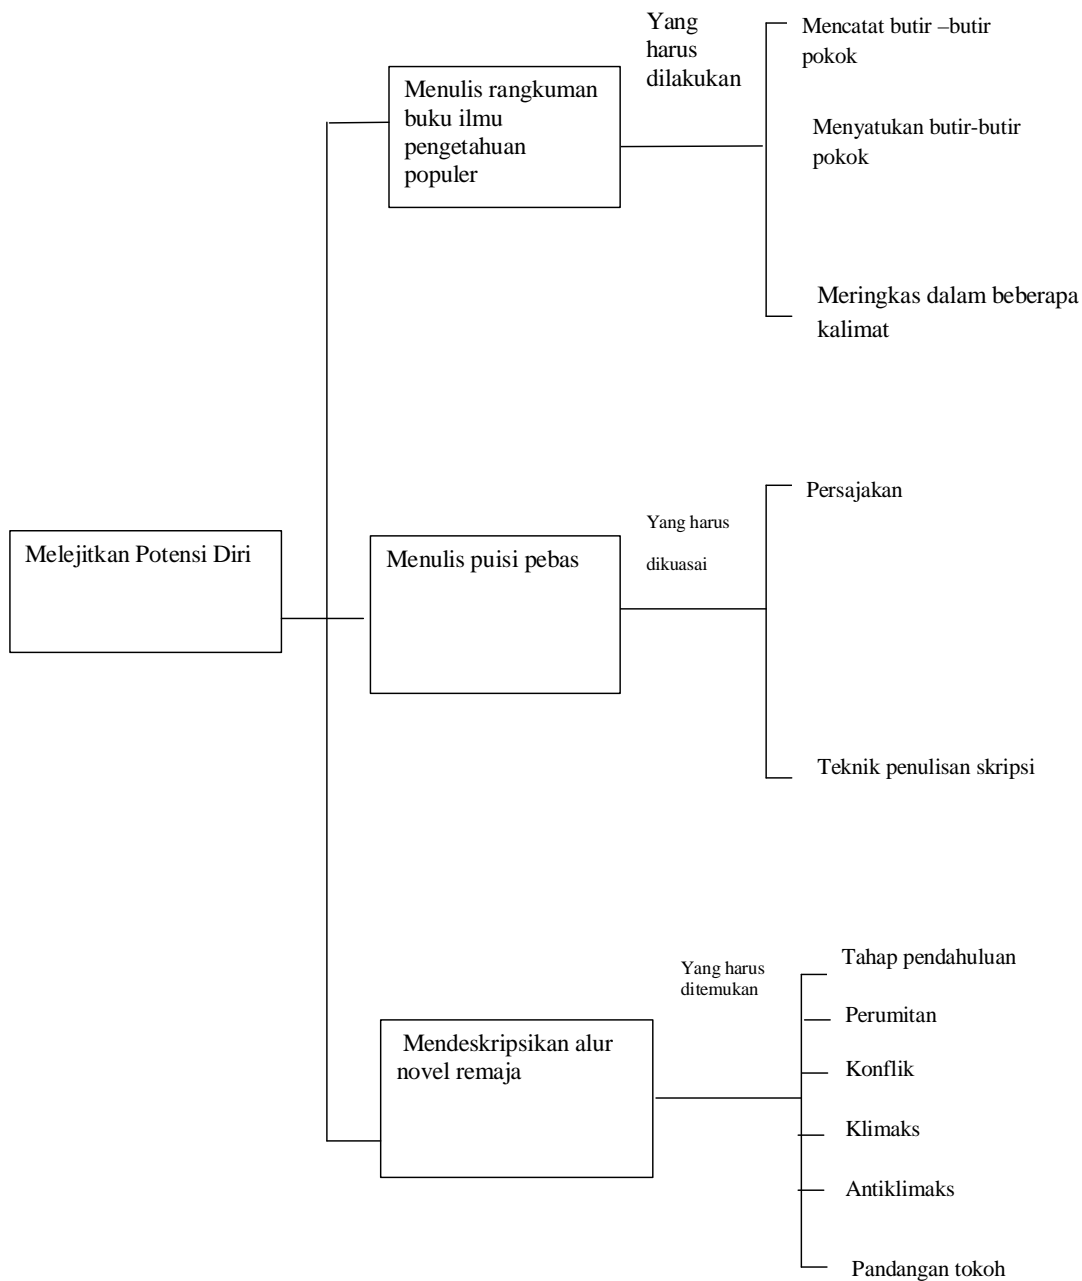 Melejitkan Potensi Diri
Menulis rangkuman
buku ilmu
pengetahuan
populer
Yang
harus
dilakukan
Mencatat butir –butir
pokok
Menyatukan butir-butir
pokok
Meringkas dalam beberapa
kalimat
Menulis puisi pebas
Yang harus
dikuasai
Persajakan
Teknik penulisan skripsi
Mendeskripsikan alur
novel remaja
Yang harus
ditemukan
Tahap pendahuluan
Perumitan
Konflik
Klimaks
Antiklimaks
Pandangan tokoh